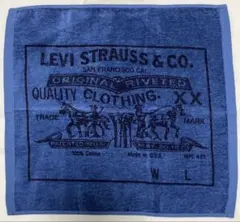 LEVI STRAUSS & CO.
SAN FRANCISCO CAL.
ORIGINAL RIVETED
QUALITY CLOTHING. XX
TRADE MARK
100% Cotton Made in U.S.A.
W L